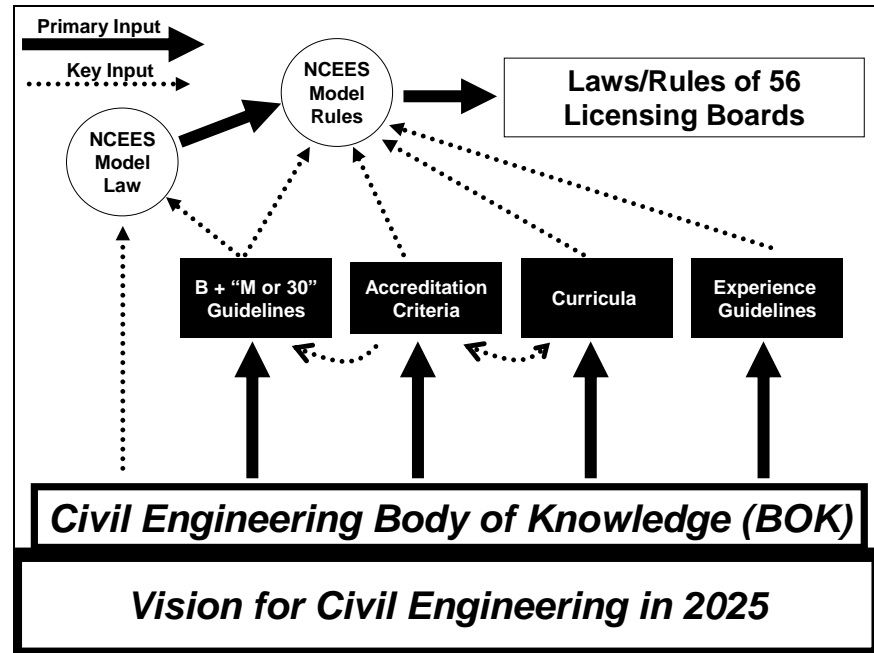 Primary Input
Key Input
NCEES
Model
Rules
Laws/Rules of 56
Licensing Boards
NCEES
Model
Law
B + “M or 30”
Guidelines
Accreditation
Criteria
Curricula
Experience
Guidelines
Civil Engineering Body of Knowledge (BOK)
Vision for Civil Engineering in 2025